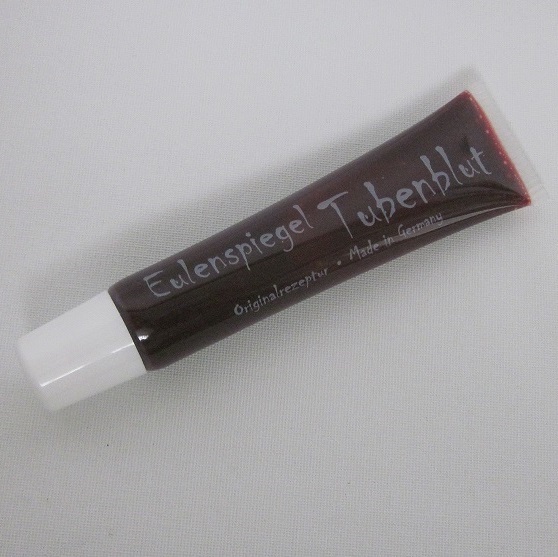 Eulenspiegel Tubenblut
Originalrezeptur • Made in Germany